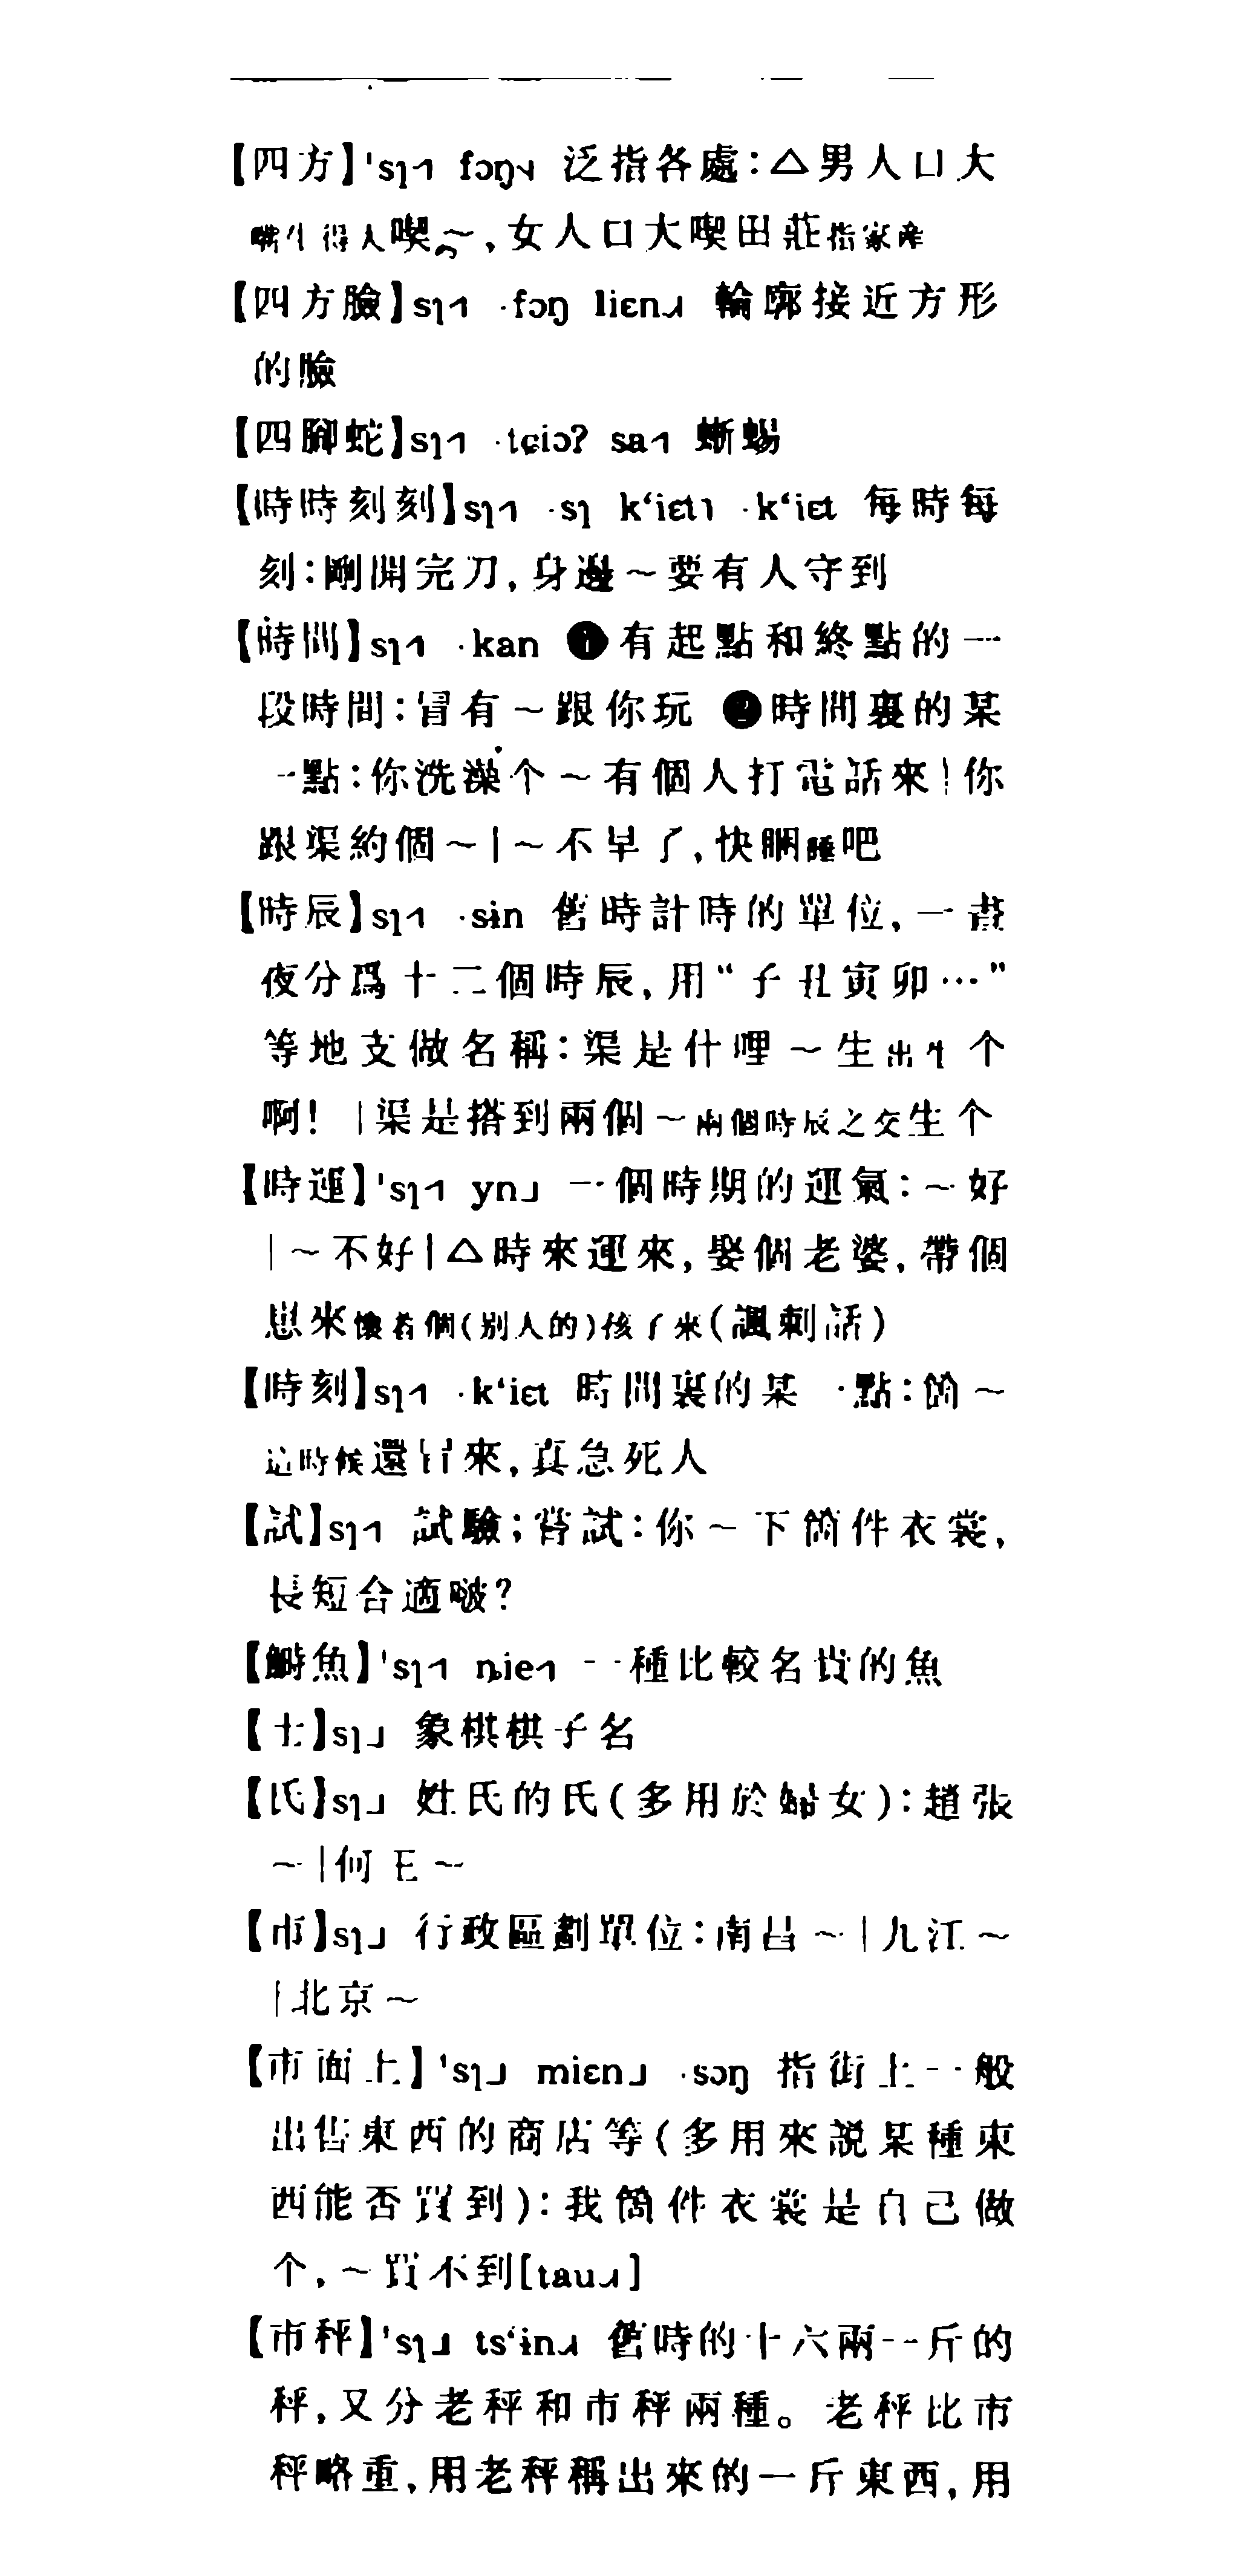 【四方】'sɿ˧˥ fɔŋ˨ 泛指各處：△男人口大
嘴生得大喫～，女人口大喫田莊指家産
【四方臉】sɿ˧˥ ·fɔŋ liɛn˨˩˧ 輪廓接近方形
的臉
【四腳蛇】sɿ˧˥ ·tɕiɔʔ sa˧˥ 蜥蜴
【時時刻刻】sɿ˧˥ ·sɿ kʻiɛt˥ ·kʻiɛt 每時每
刻：剛開完刀，身邊～要有人守到
【時間】sɿ˧˥ ·kan ❶有起點和終點的一
段時間：冒有～跟你玩 ❷時間裏的某
一點：你洗澡个～有個人打電話來｜你
跟渠約個～｜～不早了，快睏睡吧
【時辰】sɿ˧˥ ·sɨn 舊時計時的單位，一晝
夜分爲十二個時辰，用“子丑寅卯…”
等地支做名稱：渠是什哩～生出生个
啊！｜渠是搭到兩個～兩個時辰之交生个
【時運】'sɿ˧˥ yn˩ 一個時期的運氣：～好
｜～不好｜△時來運來，娶個老婆，帶個
崽來懷着個（别人的）孩子來（諷刺話）
【時刻】sɿ˧˥ ·kʻiɛt 時間裏的某一點：箇～
這時候還冒來，真急死人
【試】sɿ˧˥ 試驗；嘗試：你～下箇件衣裳，
長短合適啵？
【鰣魚】'sɿ˧˥ ȵie˧˥ 一種比較名貴的魚
【士】sɿ˩ 象棋棋子名
【氏】sɿ˩ 姓氏的氏（多用於婦女）：趙張
～｜何王～
【市】sɿ˩ 行政區劃單位：南昌～｜九江～
｜北京～
【市面上】'sɿ˩ miɛn˩ ·sɔŋ 指街上一般
出售東西的商店等（多用來説某種東
西能否買到）：我箇件衣裳是自己做
个，～買不到[tau˨˩˧]
【市秤】'sɿ˩ tsʻɨn˨˩˧ 舊時的十六兩一斤的
秤，又分老秤和市秤兩種。老秤比市
秤略重，用老秤稱出來的一斤東西，用